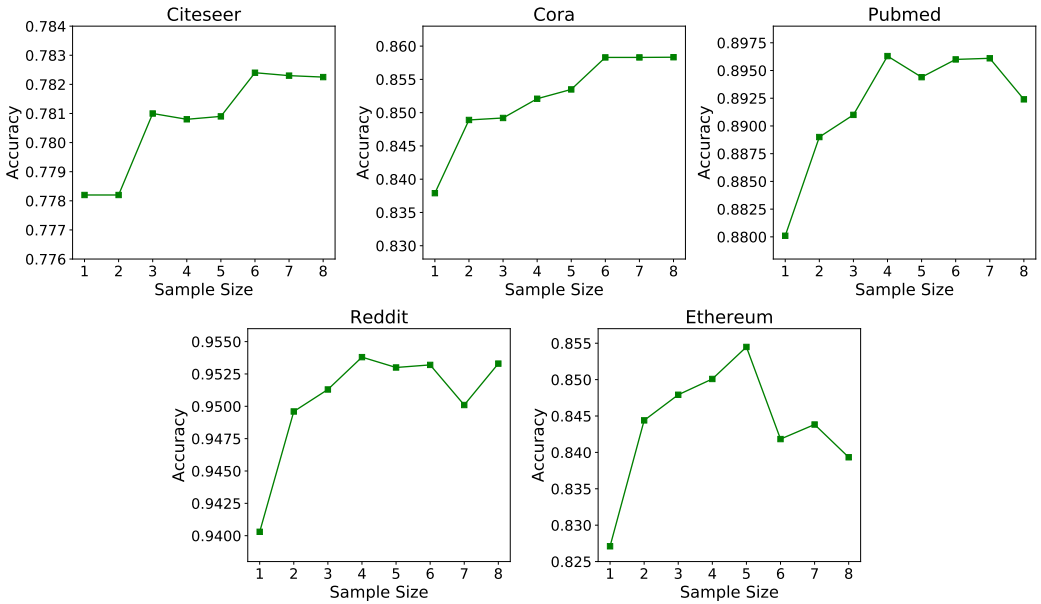 Citeseer
0.784
0.783
0.782
0.781
0.780
0.779
0.778
0.777
0.776
Accuracy
1 2 3 4 5 6 7 8
Sample Size
Cora
0.860
0.855
0.850
0.845
0.840
0.835
0.830
Accuracy
1 2 3 4 5 6 7 8
Sample Size
Pubmed
0.8975
0.8950
0.8925
0.8900
0.8875
0.8850
0.8825
0.8800
Accuracy
1 2 3 4 5 6 7 8
Sample Size
Reddit
0.9550
0.9525
0.9500
0.9475
0.9450
0.9425
0.9400
Accuracy
1 2 3 4 5 6 7 8
Sample Size
Ethereum
0.855
0.850
0.845
0.840
0.835
0.830
0.825
Accuracy
1 2 3 4 5 6 7 8
Sample Size